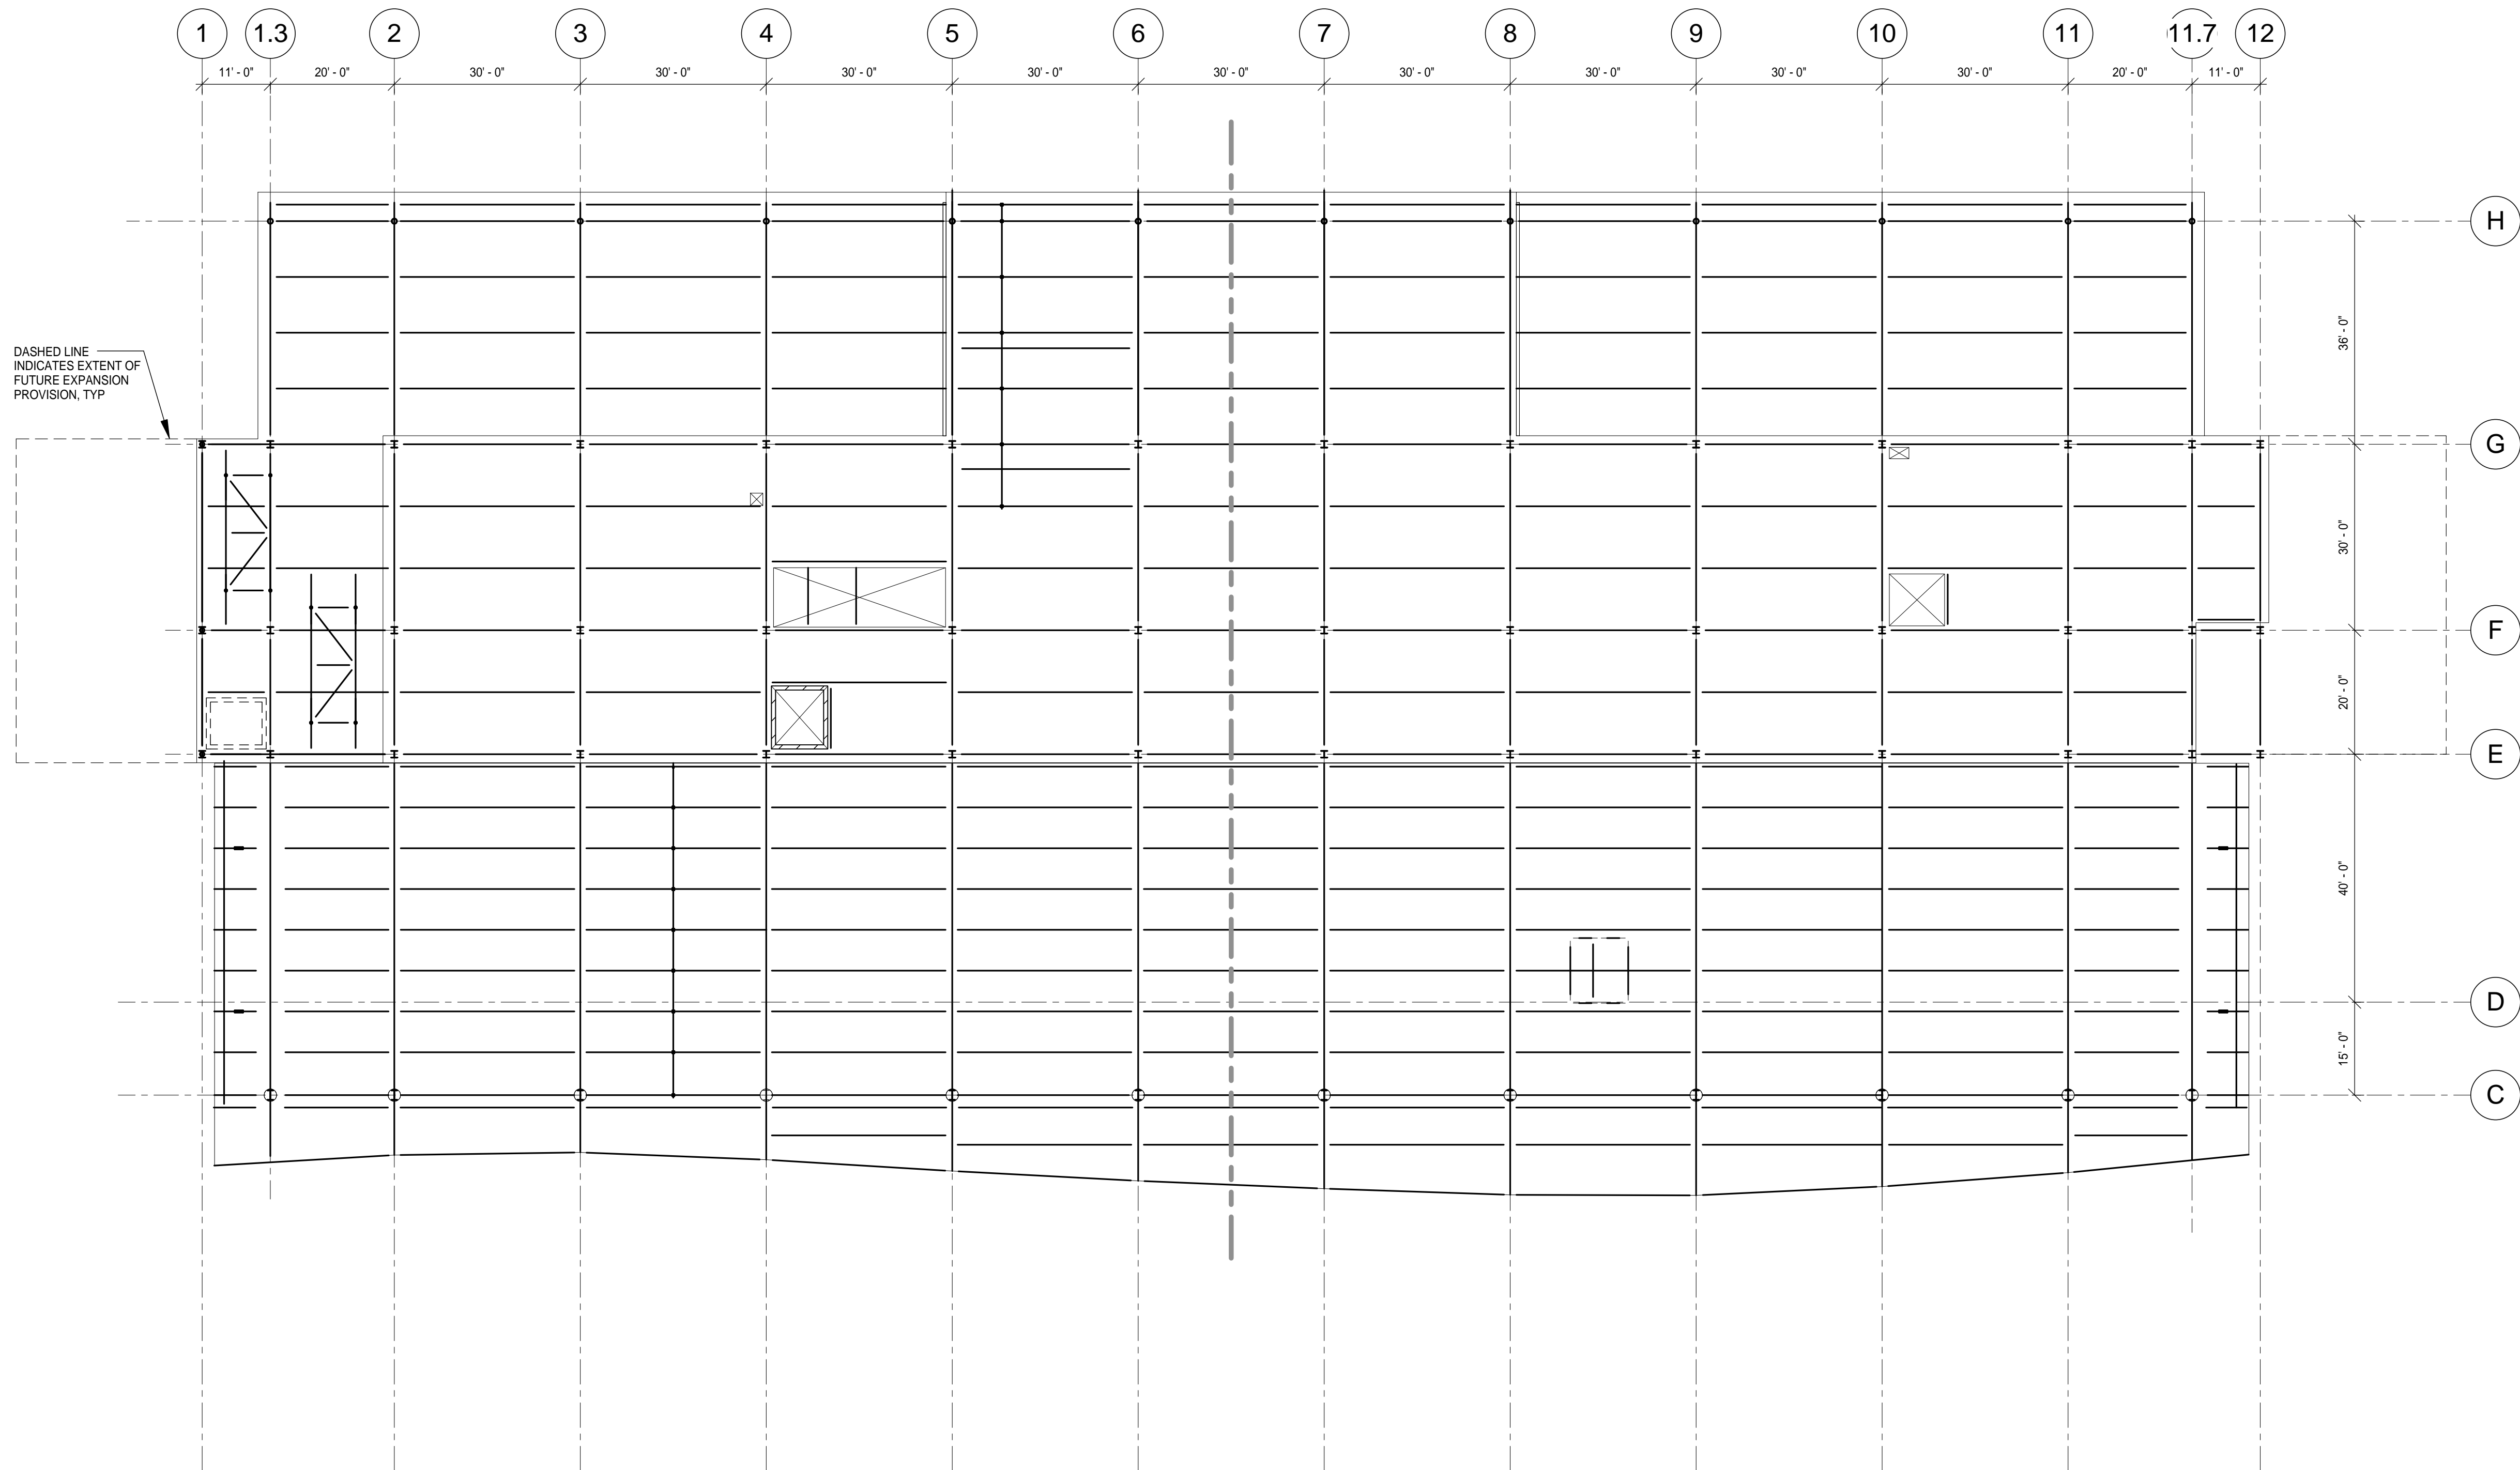 1 1.3 2 3 4 5 6 7 8 9 10 11 11.7 12
11' - 0" 20' - 0" 30' - 0" 30' - 0" 30' - 0" 30' - 0" 30' - 0" 30' - 0" 30' - 0" 30' - 0" 30' - 0" 20' - 0" 11' - 0"
H
36' - 0"
DASHED LINE
INDICATES EXTENT OF
FUTURE EXPANSION
PROVISION, TYP
G
30' - 0"
F
20' - 0"
E
40' - 0"
D
15' - 0"
C